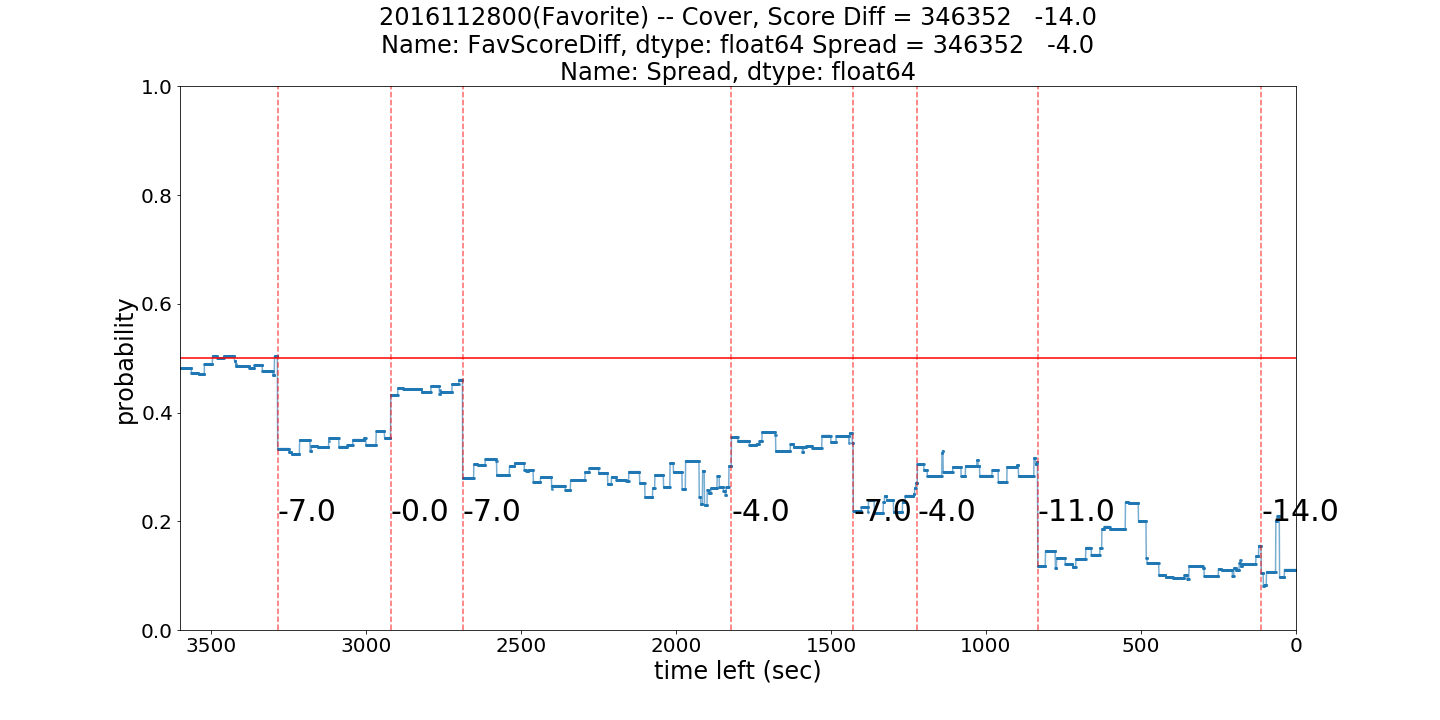 2016112800(Favorite) -- Cover, Score Diff = 346352   -14.0
Name: FavScoreDiff, dtype: float64 Spread = 346352   -4.0
Name: Spread, dtype: float64
1.0
0.8
0.6
0.4
0.2
0.0
probability
-7.0
-0.0
-7.0
-4.0
-7.0
-4.0
-11.0
-14.0
3500 3000 2500 2000 1500 1000 500 0
time left (sec)